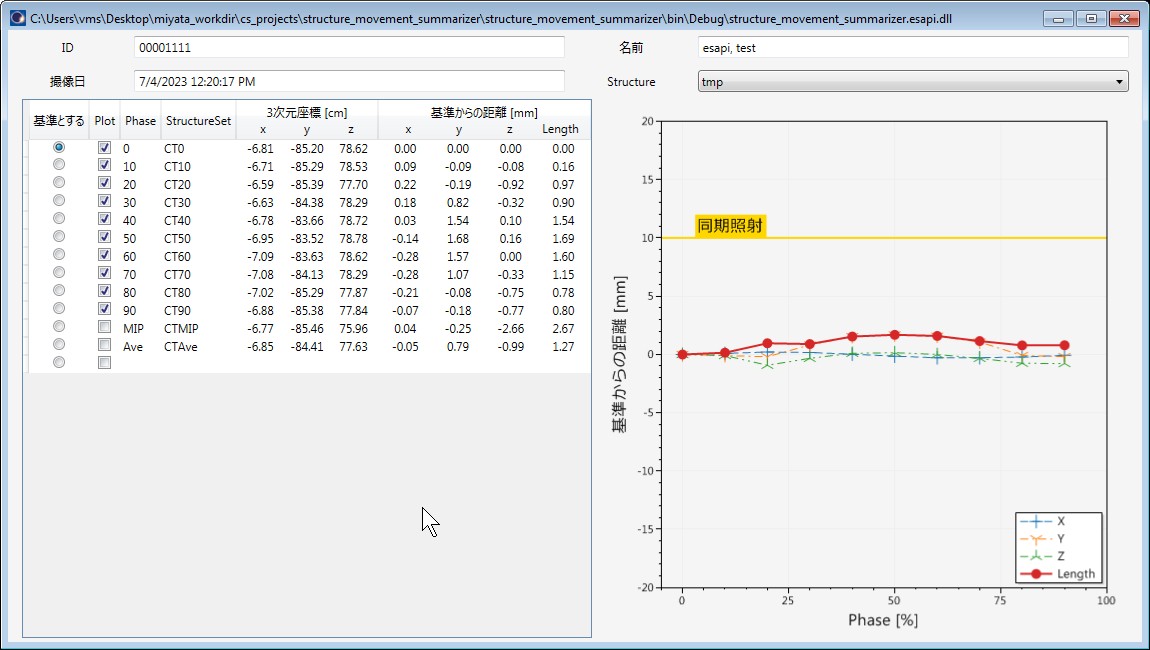 C:\Users\vms\Desktop\miyata_workdir\cs_projects\structure_movement_summarizer\structure_movement_summarizer\bin\Debug\structure_movement_summarizer.esapi.dll
ID 00001111 名前 esapi, test
撮像日 7/4/2023 12:20:17 PM Structure tmp
基準とする Plot Phase StructureSet 3次元座標 [cm] 基準からの距離 [mm]
x y z x y z Length
0 CT0 -6.81 -85.20 78.62 0.00 0.00 0.00 0.00
10 CT10 -6.71 -85.29 78.53 0.09 -0.09 -0.08 0.16
20 CT20 -6.59 -85.39 77.70 0.22 -0.19 -0.92 0.97
30 CT30 -6.63 -84.38 78.29 0.18 0.82 -0.32 0.90
40 CT40 -6.78 -83.66 78.72 0.03 1.54 0.10 1.54
50 CT50 -6.95 -83.52 78.78 -0.14 1.68 0.16 1.69
60 CT60 -7.09 -83.63 78.62 -0.28 1.57 0.00 1.60
70 CT70 -7.08 -84.13 78.29 -0.28 1.07 -0.33 1.15
80 CT80 -7.02 -85.29 77.87 -0.21 -0.08 -0.75 0.78
90 CT90 -6.88 -85.38 77.84 -0.07 -0.18 -0.77 0.80
MIP CTMIP -6.77 -85.46 75.96 0.04 -0.25 -2.66 2.67
Ave CTAve -6.85 -84.41 77.63 -0.05 0.79 -0.99 1.27
基準からの距離 [mm]
20
15
10
5
0
-5
-10
-15
-20
同期照射
X
Y
Z
Length
0 25 50 75 100
Phase [%]